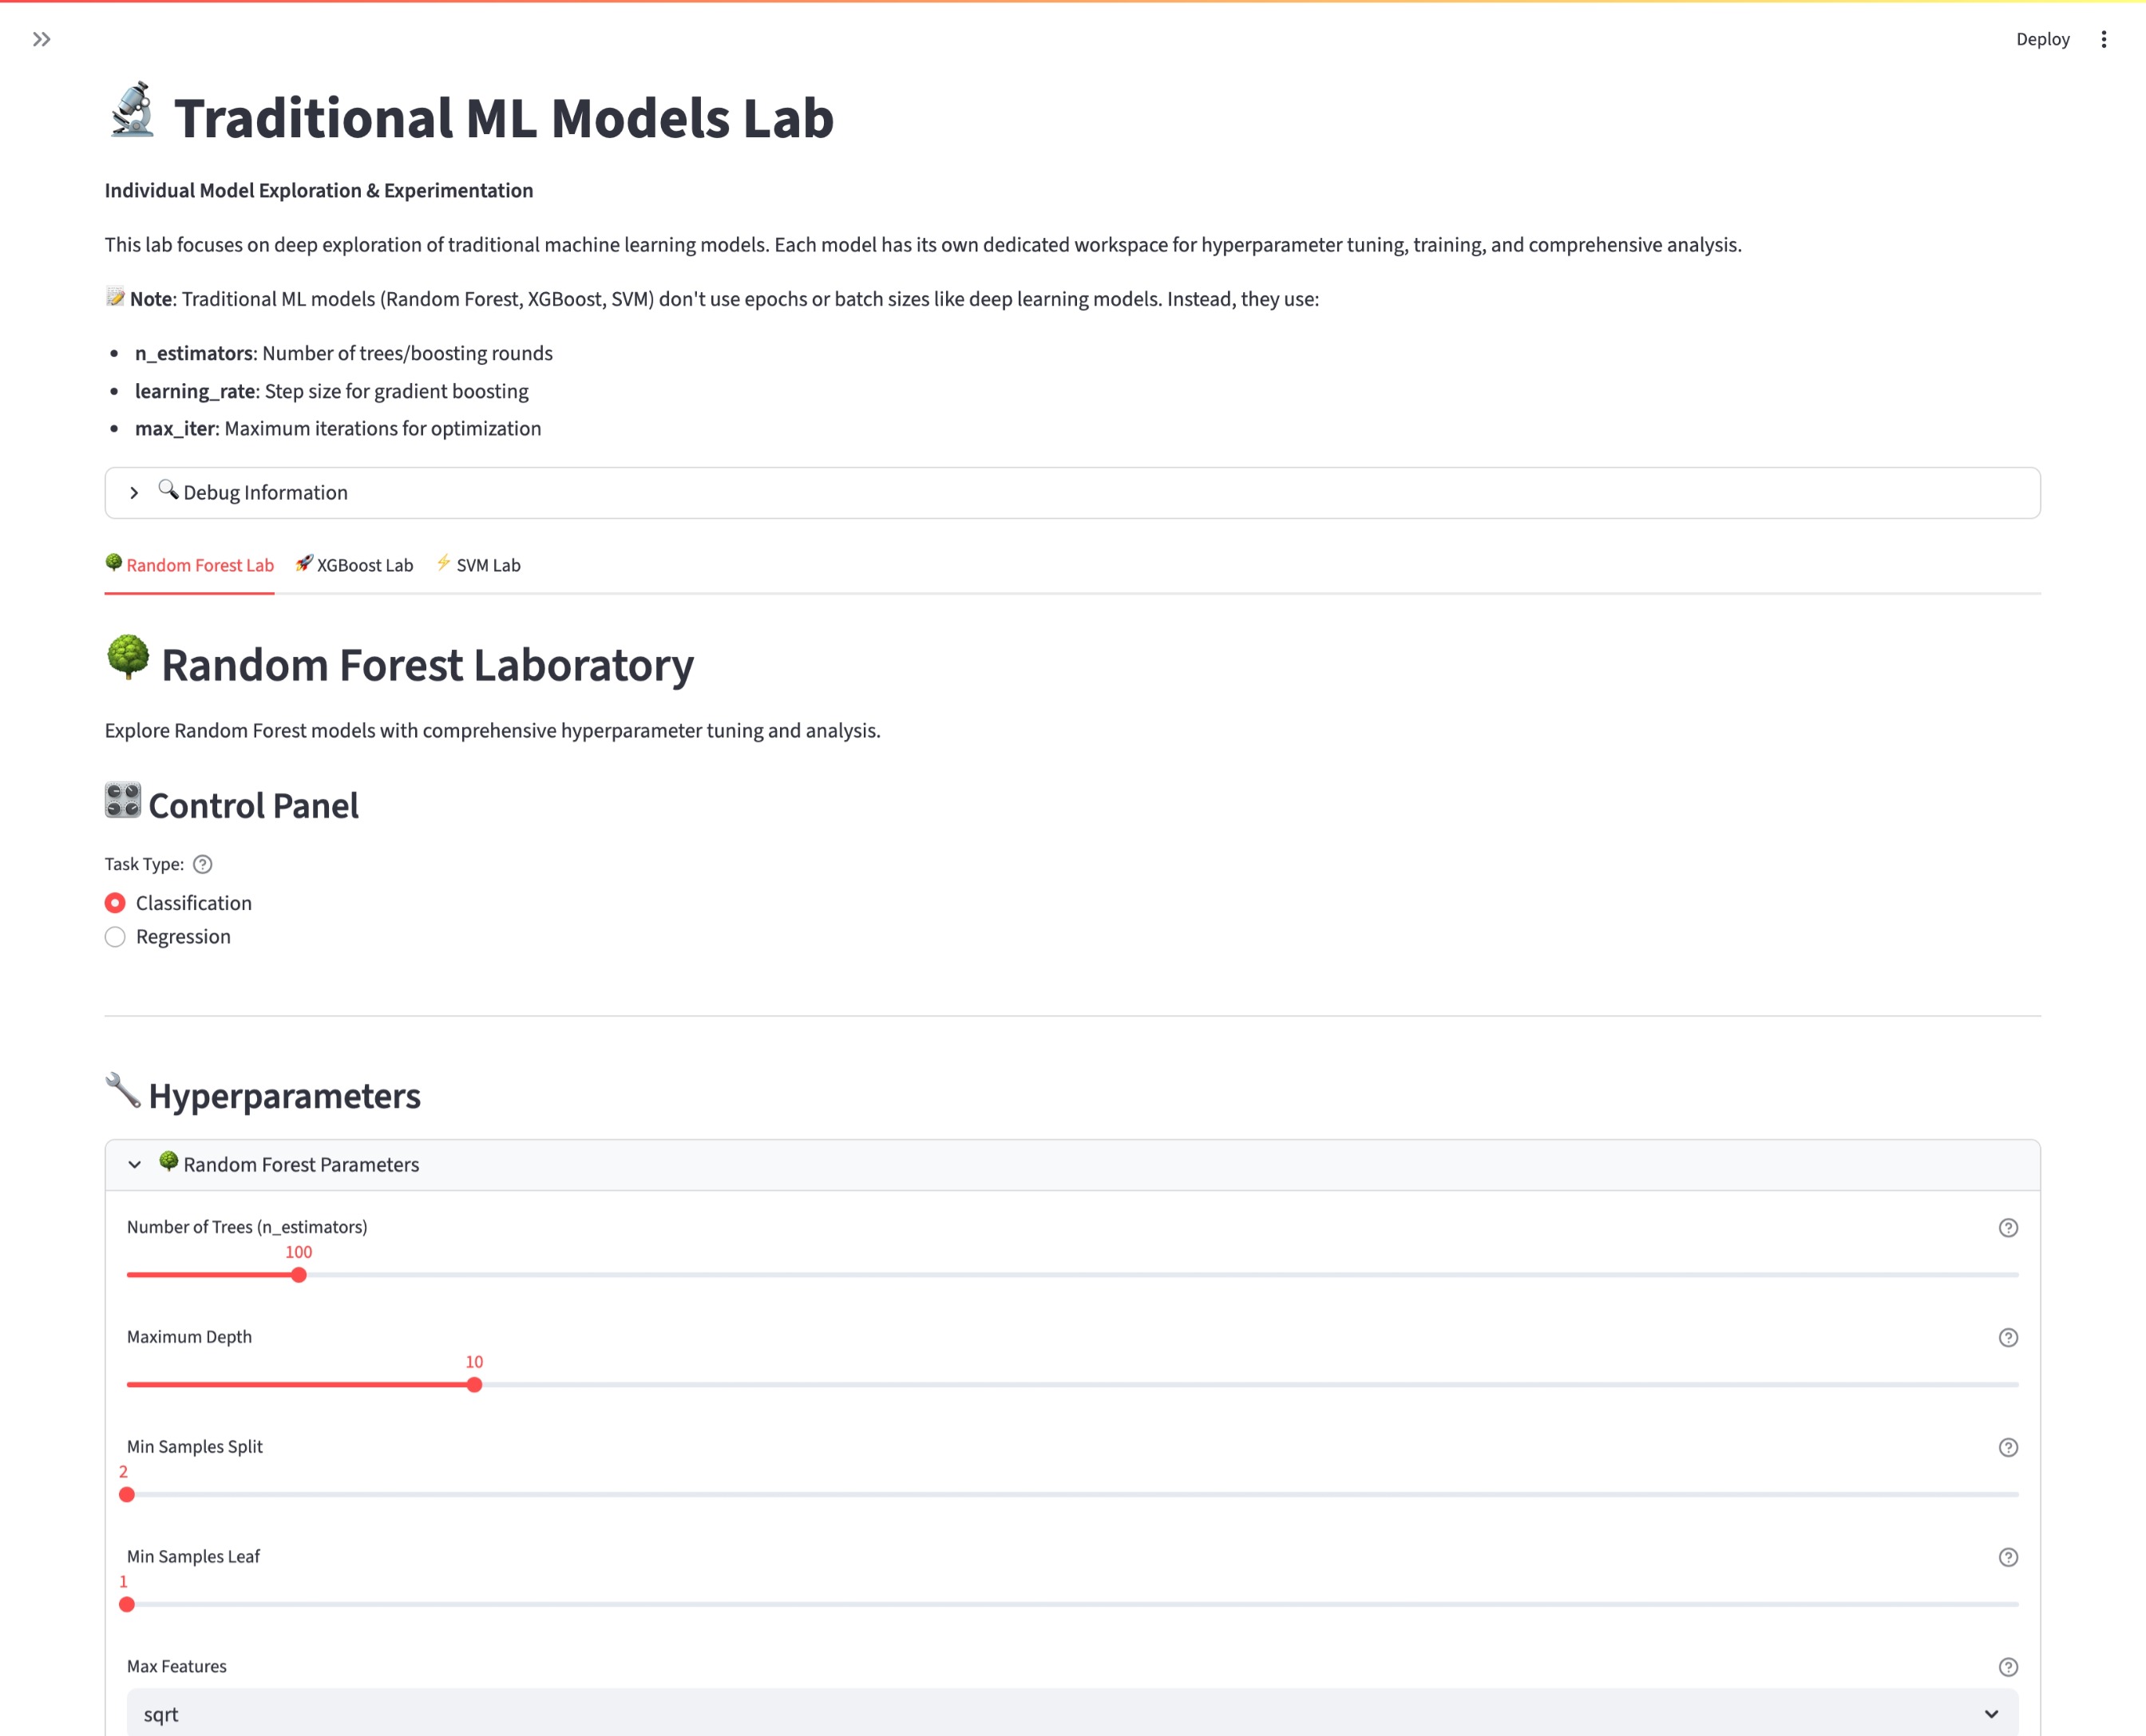 Deploy
Traditional ML Models Lab
Individual Model Exploration & Experimentation
This lab focuses on deep exploration of traditional machine learning models. Each model has its own dedicated workspace for hyperparameter tuning, training, and comprehensive analysis.
Note: Traditional ML models (Random Forest, XGBoost, SVM) don't use epochs or batch sizes like deep learning models. Instead, they use:
• n_estimators: Number of trees/boosting rounds
• learning_rate: Step size for gradient boosting
• max_iter: Maximum iterations for optimization
Debug Information
Random Forest Lab XGBoost Lab SVM Lab
Random Forest Laboratory
Explore Random Forest models with comprehensive hyperparameter tuning and analysis.
Control Panel
Task Type:
Classification
Regression
Hyperparameters
Random Forest Parameters
Number of Trees (n_estimators)
100
Maximum Depth
10
Min Samples Split
2
Min Samples Leaf
1
Max Features
sqrt